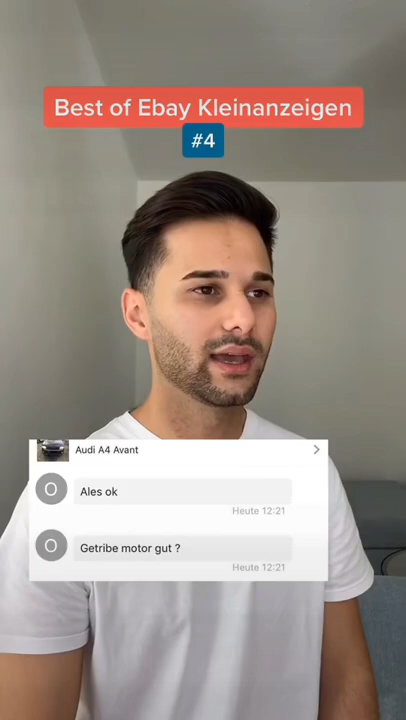 Best of Ebay Kleinanzeigen
#4
Audi A4 Avant
O
Ales ok
Heute 12:21
O
Getribe motor gut ?
Heute 12:21